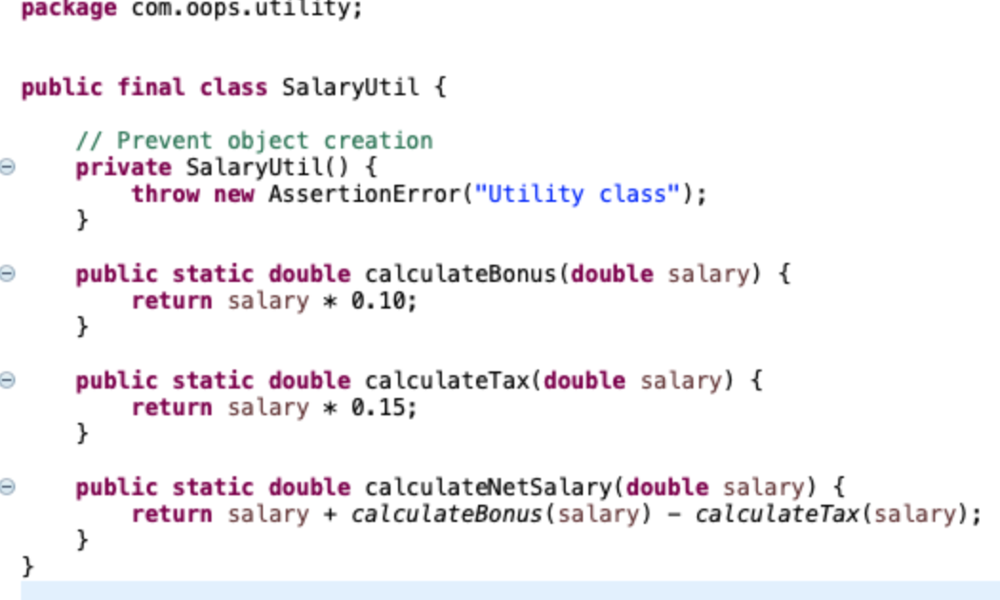 package com.oops.utility;
public final class SalaryUtil {
// Prevent object creation
private SalaryUtil() {
throw new AssertionError("Utility class");
}
public static double calculateBonus(double salary) {
return salary * 0.10;
}
public static double calculateTax(double salary) {
return salary * 0.15;
}
public static double calculateNetSalary(double salary) {
return salary + calculateBonus(salary) - calculateTax(salary);
}
}